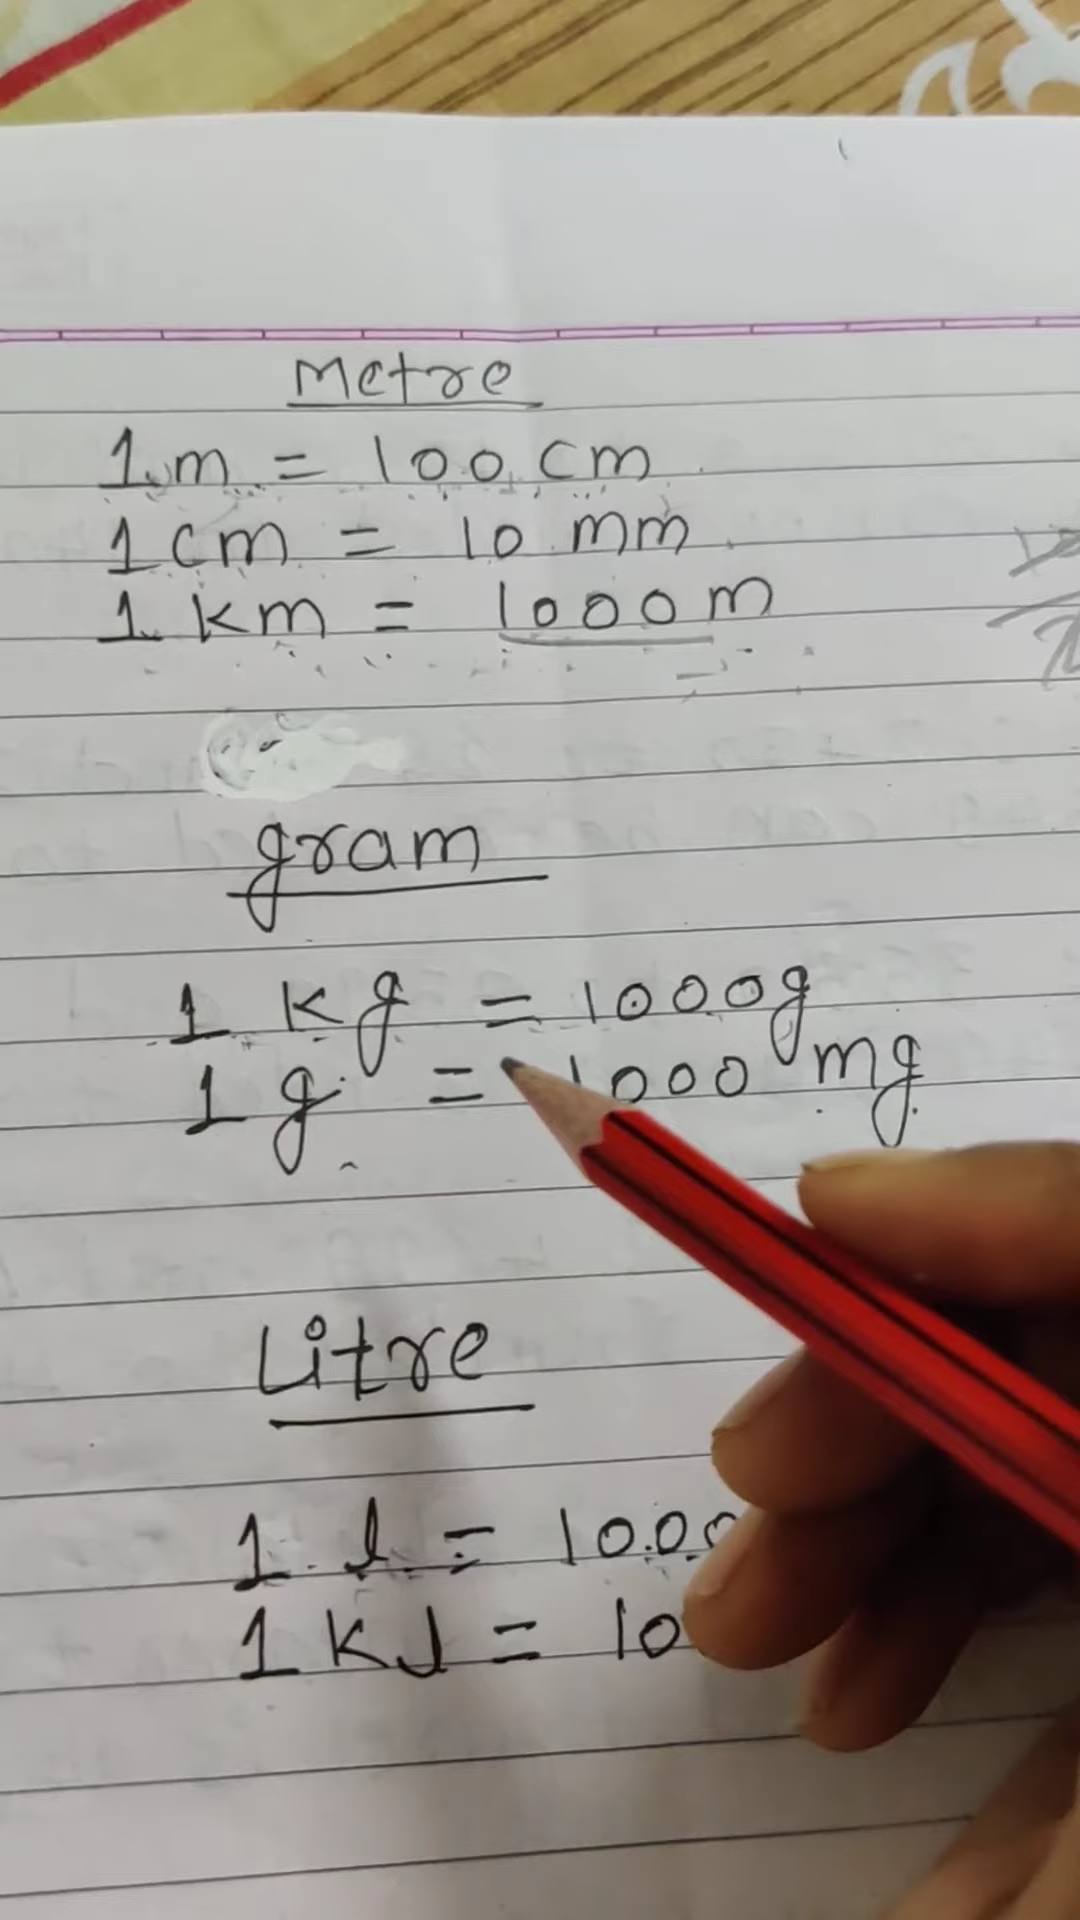 Metre
1 m = 100 cm
1 cm = 10 mm
1 km = 1000 m
gram
1 kg = 1000g
1 g = 1000 mg
Litre
1 l = 1000
1 kl = 10